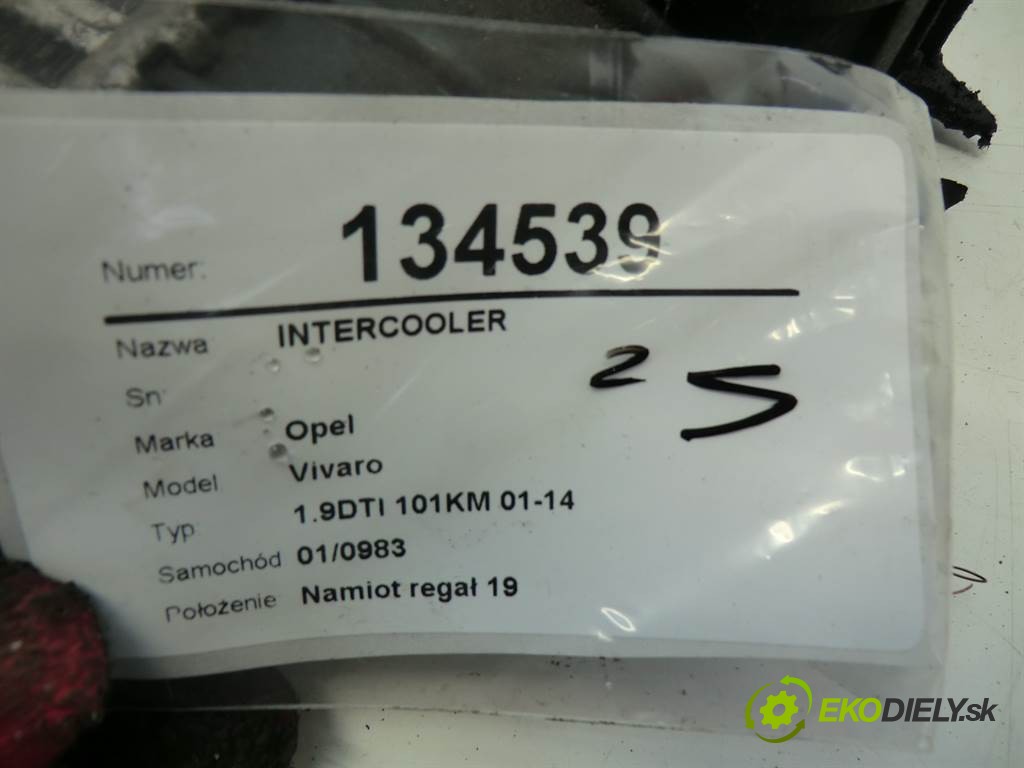 Numer: 134539
Nazwa INTERCOOLER
2 5
Sn
Marka Opel
Model Vivaro
Typ 1.9DTI 101KM 01-14
Samochód 01/0983
Położenie Namiot regał 19
EKODIELY.sk